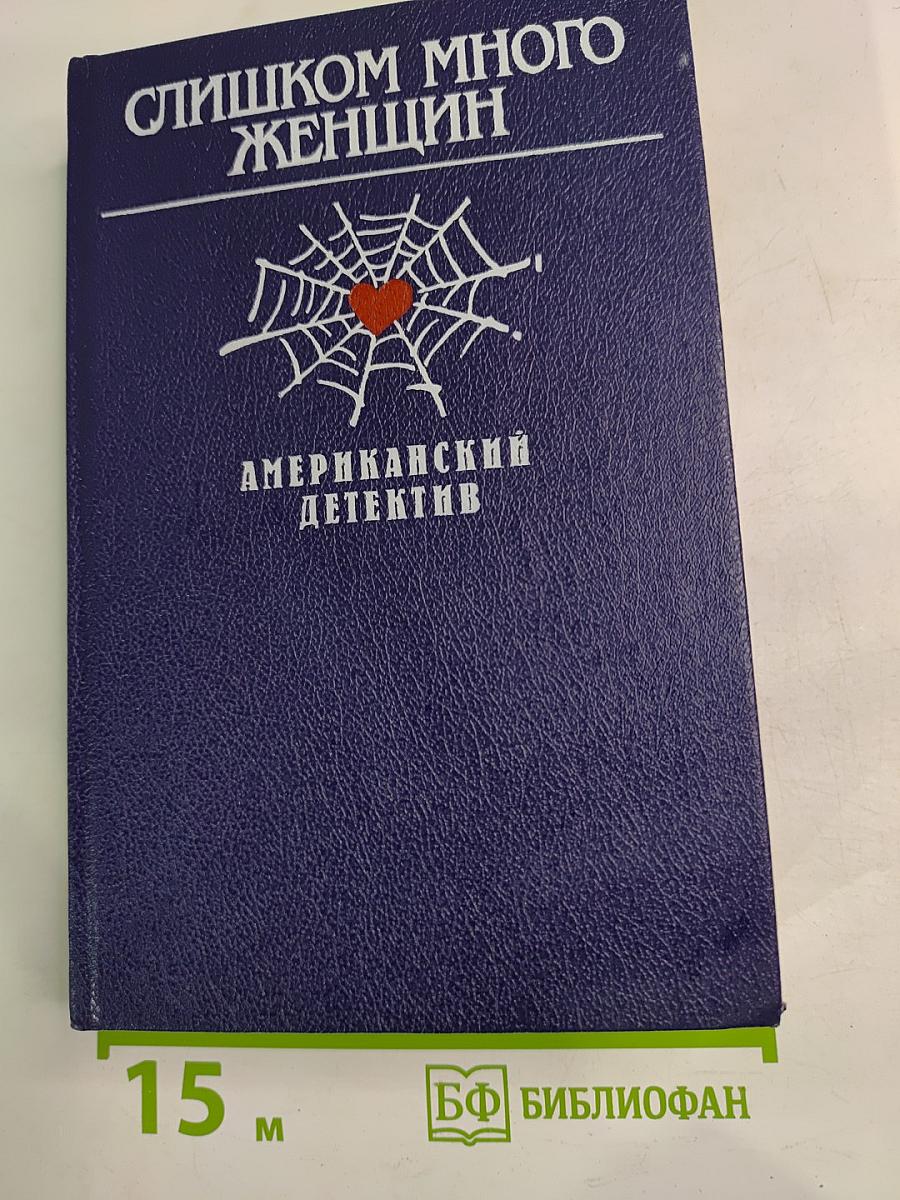 СЛИШКОМ МНОГО
ЖЕНЩИН
АМЕРИКАНСКИЙ
ДЕТЕКТИВ
15 м
БФ БИБЛИОФАН